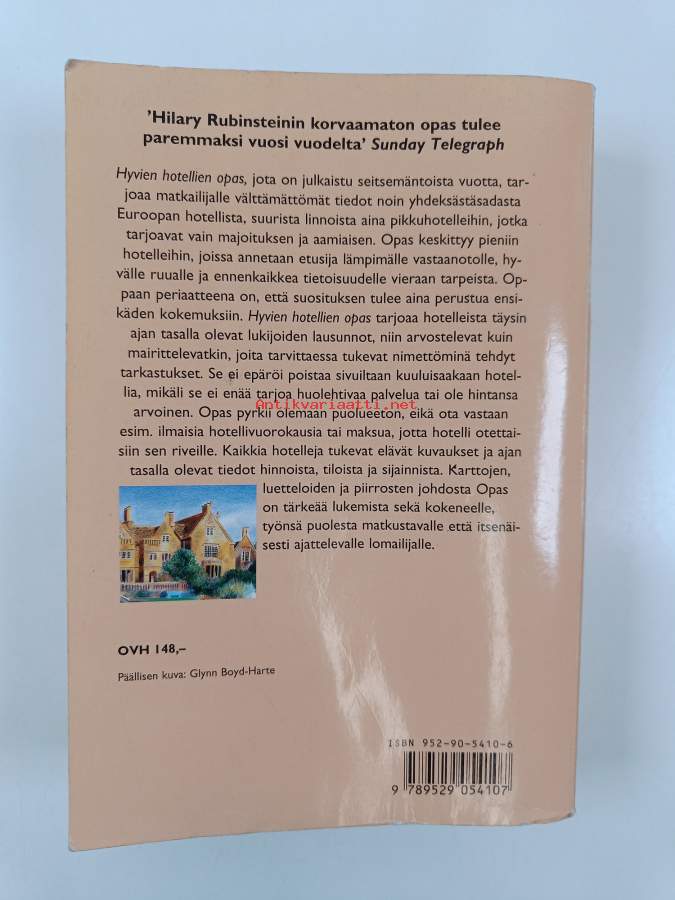 'Hilary Rubinsteinin korvaamaton opas tulee
paremmaksi vuosi vuodelta' Sunday Telegraph
Hyvien hotellien opas, jota on julkaistu seitsemäntoista vuotta, tar-
joaa matkailijalle välttämättömät tiedot noin yhdeksästäsadasta
Euroopan hotellista, suurista linnoista aina pikkuhotelleihin, jotka
tarjoavat vain majoituksen ja aamiaisen. Opas keskittyy pieniin
hotelleihin, joissa annetaan etusija lämpimälle vastaanotolle, hy-
välle ruualle ja ennenkaikkea tietoisuudelle vieraan tarpeista. Op-
paan periaatteena on, että suosituksen tulee aina perustua ensi-
käden kokemuksiin. Hyvien hotellien opas tarjoaa hotelleista täysin
ajan tasalla olevat lukijoiden lausunnot, niin arvostelevat kuin
mairittelevatkin, joita tarvittaessa tukevat nimettöminä tehdyt
tarkastukset. Se ei epäröi poistaa sivuiltaan kuuluisaakaan hotel-
lia, mikäli se ei enää tarjoa huolehtivaa palvelua tai ole hintansa
Antikvariaatti.net
arvoinen. Opas pyrkii olemaan puolueeton, eikä ota vastaan
esim. ilmaisia hotellivuorokausia tai maksua, jotta hotelli otettai-
siin sen riveille. Kaikkia hotelleja tukevat elävät kuvaukset ja ajan
tasalla olevat tiedot hinnoista, tiloista ja sijainnista. Karttojen,
luetteloiden ja piirrosten johdosta Opas
on tärkeää lukemista sekä kokeneelle,
työnsä puolesta matkustavalle että itsenäi-
sesti ajattelevalle lomailijalle.
OVH 148,–
Päällisen kuva: Glynn Boyd-Harte
ISBN 952-90-5410-6
9 789529 054107